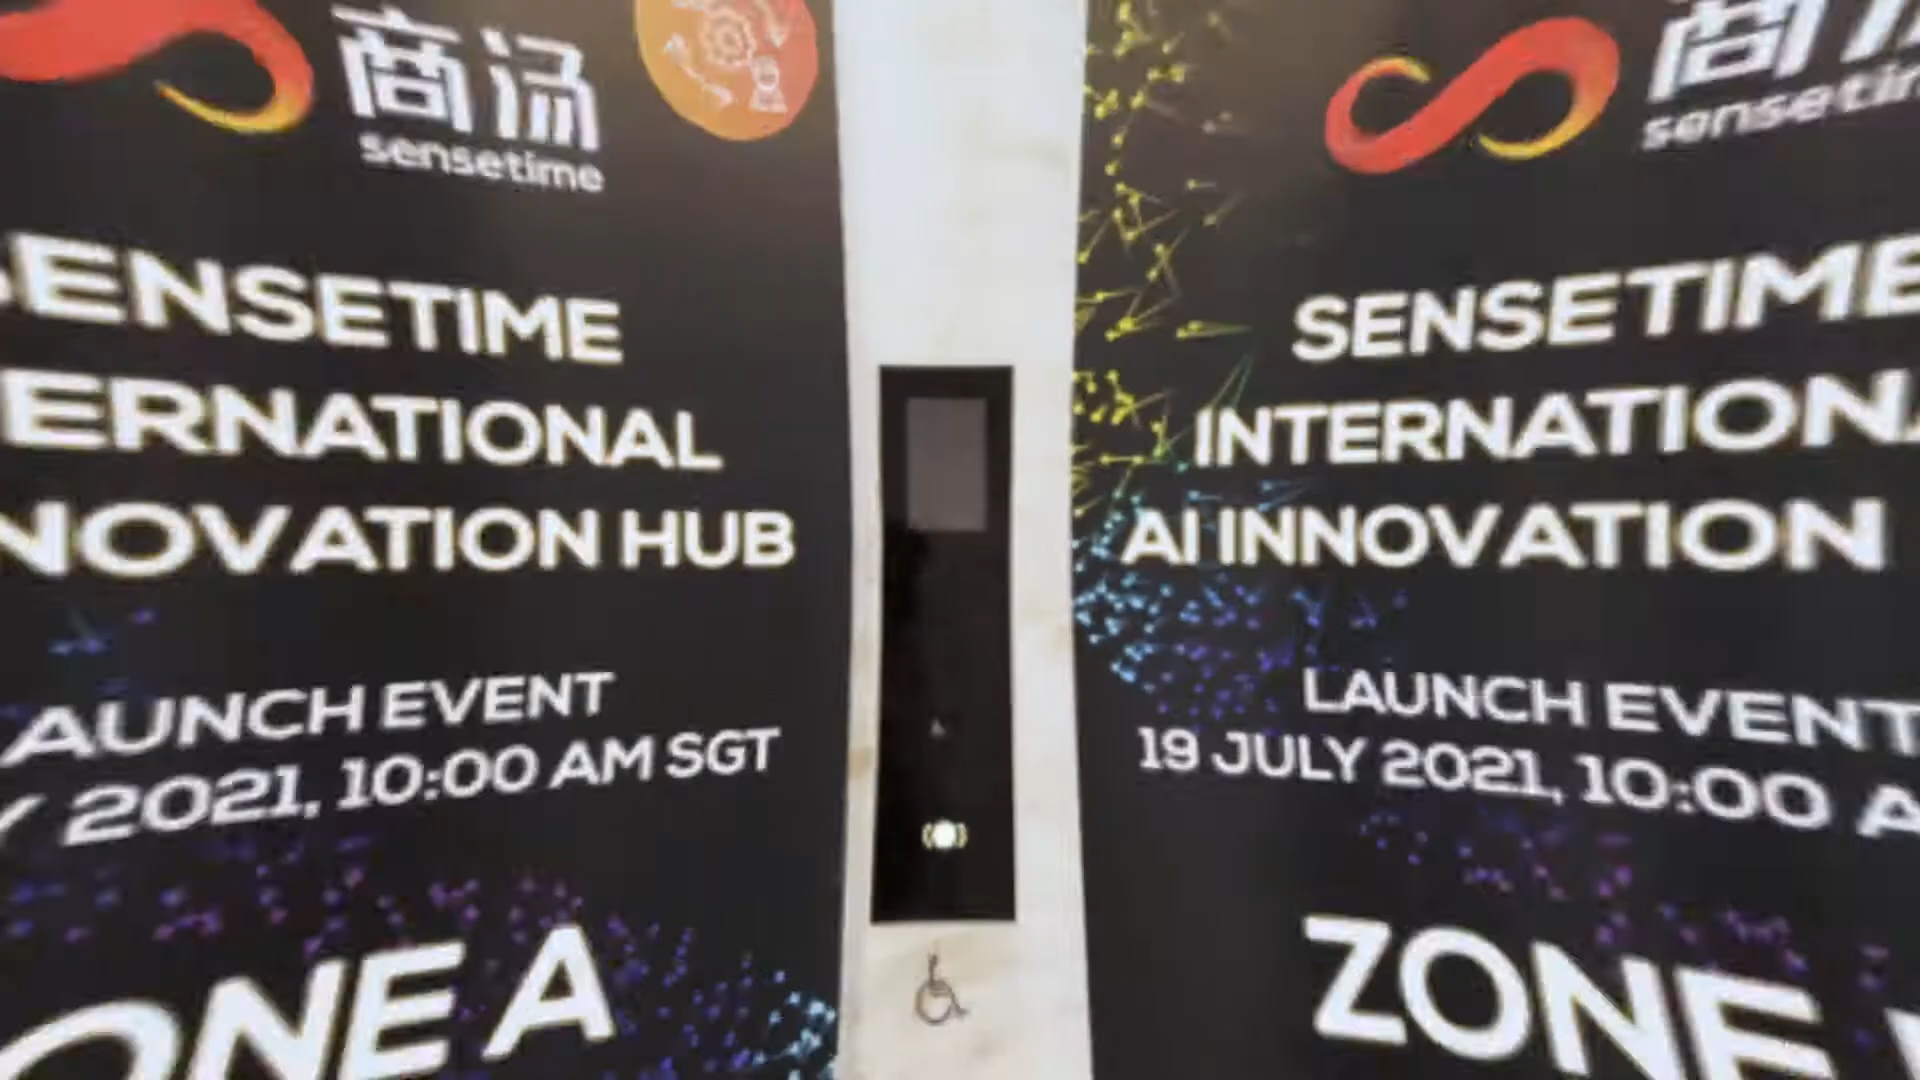 商汤
sensetime
SENSETIME
ERNATIONAL
NOVATION HUB
AUNCH EVENT
Y 2021, 10:00 AM SGT
ONE A
商汤
sensetim
SENSETIME
INTERNATIONA
AI INNOVATION
LAUNCH EVENT
19 JULY 2021, 10:00 A
ZONE